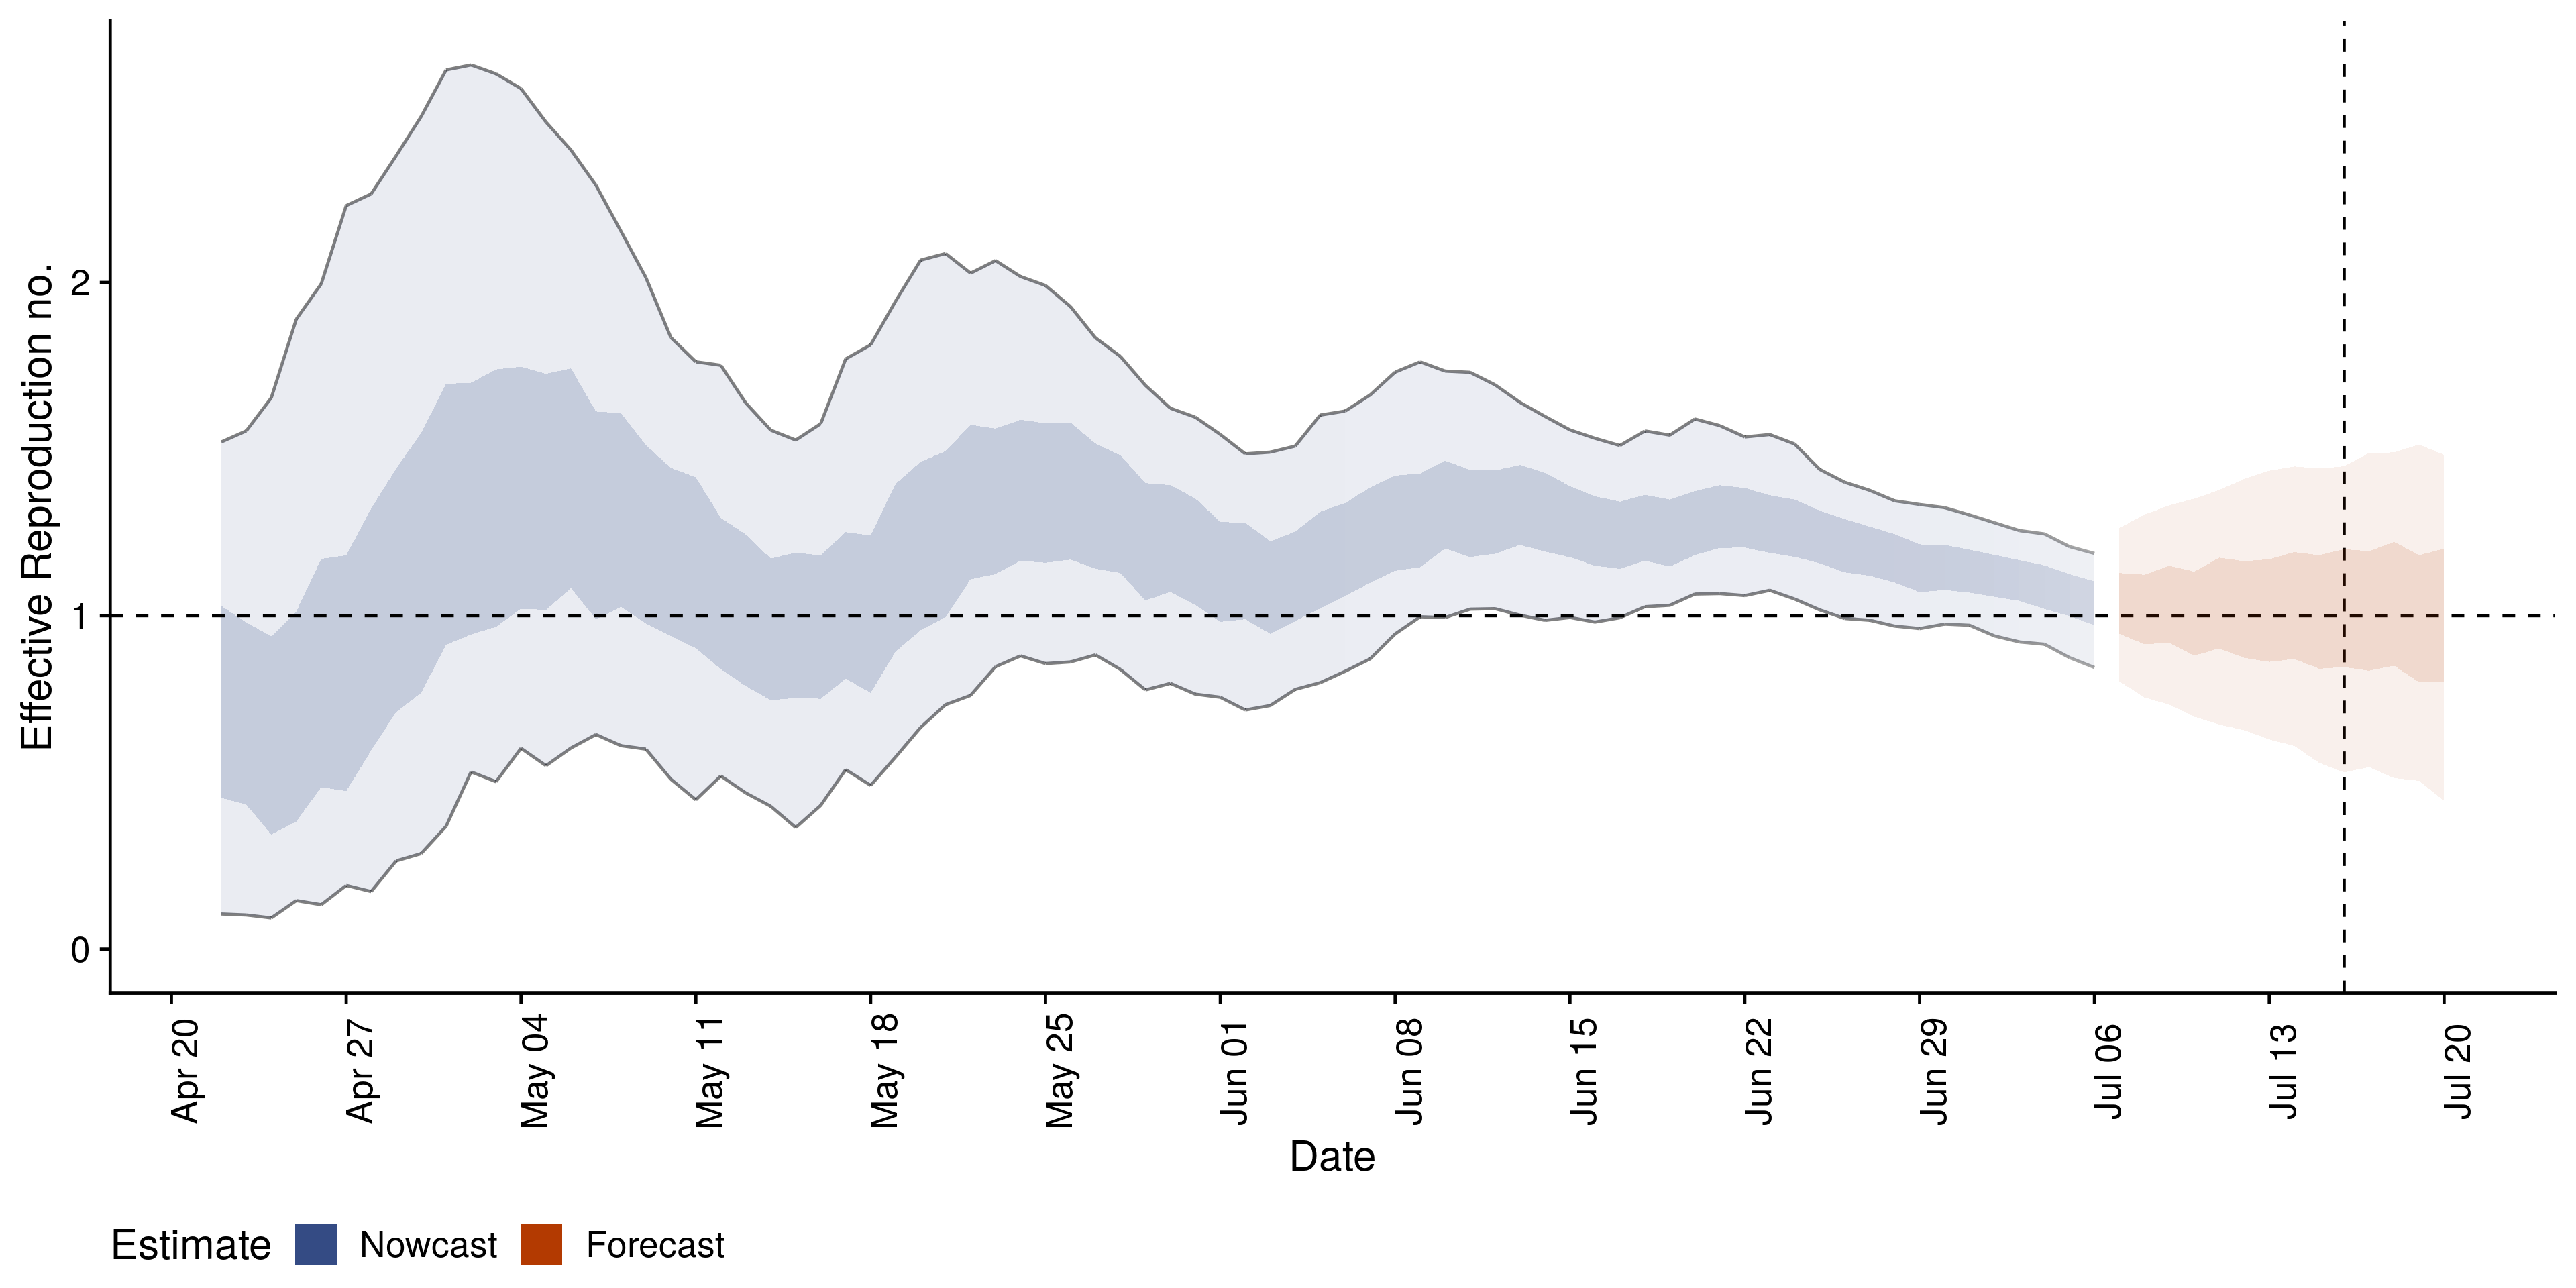 Effective Reproduction no.
2
1
0
Apr 20
Apr 27
May 04
May 11
May 18
May 25
Jun 01
Jun 08
Jun 15
Jun 22
Jun 29
Jul 06
Jul 13
Jul 20
Date
Estimate Nowcast Forecast